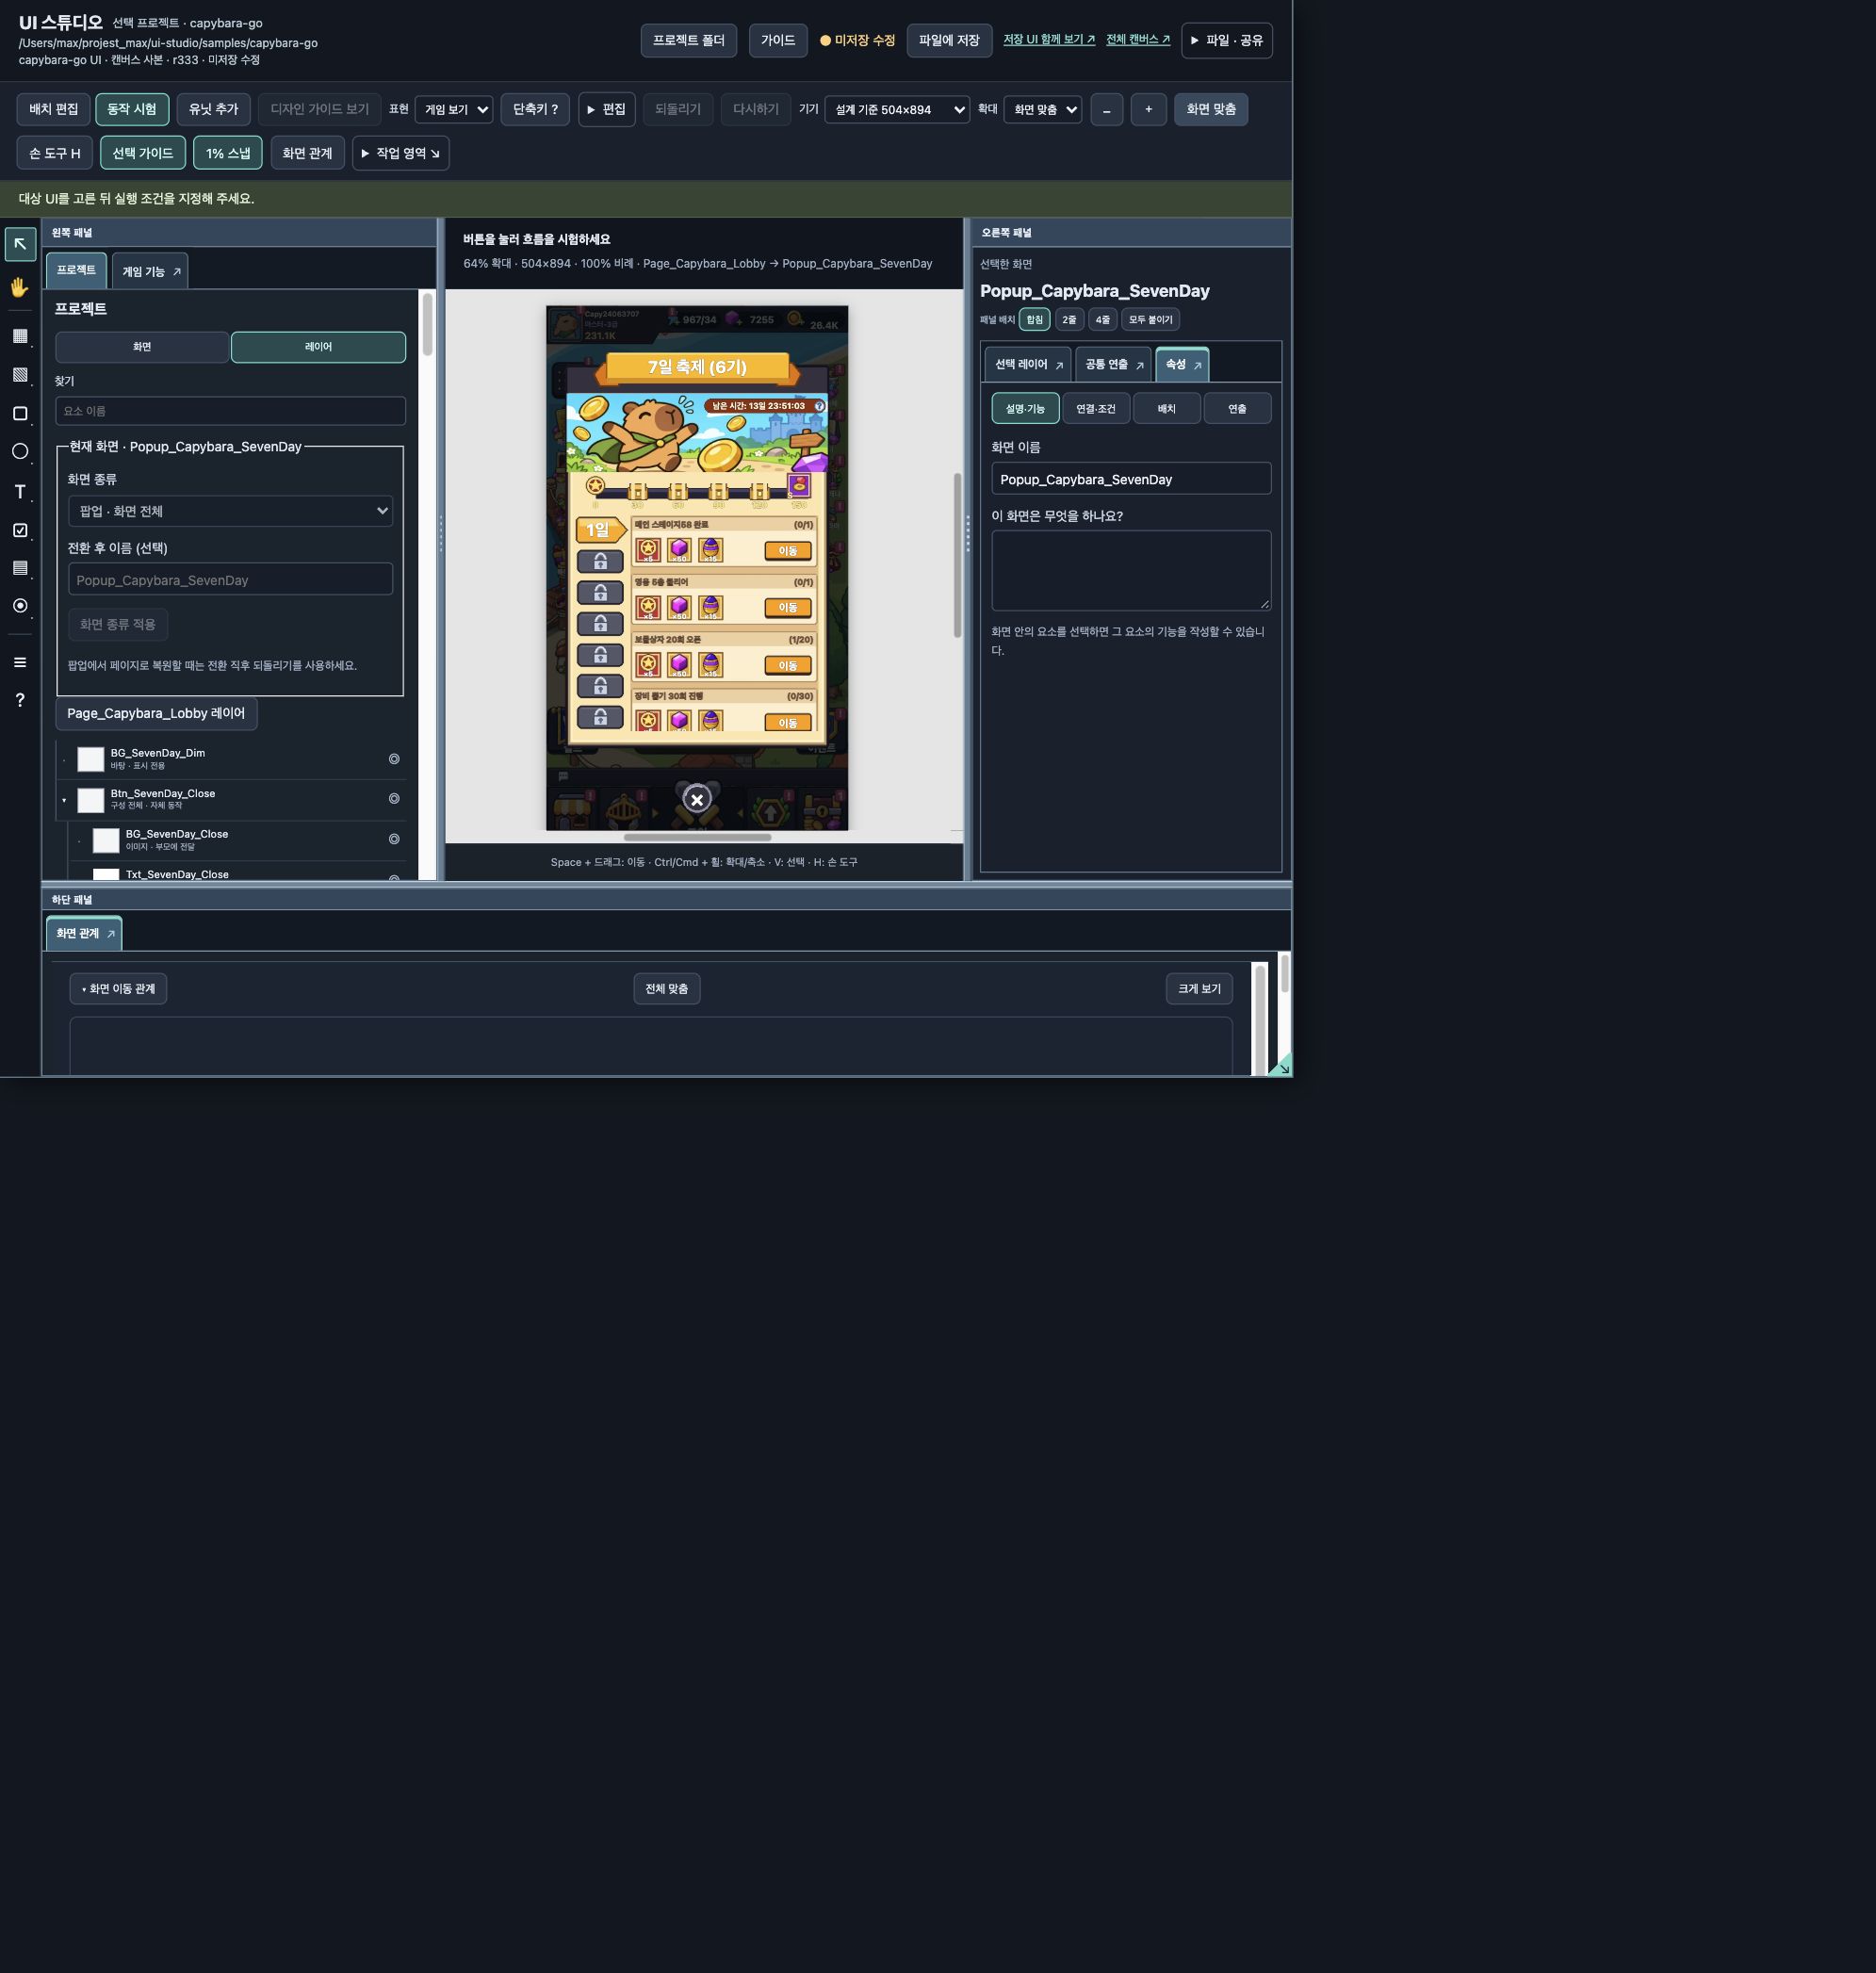 UI 스튜디오 선택 프로젝트 · capybara-go
/Users/max/projest_max/ui-studio/samples/capybara-go
capybara-go UI · 캔버스 사본 · r333 · 미저장 수정
프로젝트 폴더 가이드 미저장 수정 파일에 저장 저장 UI 함께 보기 ↗ 전체 캔버스 ↗ ▶ 파일 · 공유
배치 편집 동작 시험 유닛 추가 디자인 가이드 보기 표현 게임 보기 단축키 ? ▶ 편집 되돌리기 다시하기 기기 설계 기준 504×894 확대 화면 맞춤 – + 화면 맞춤
손 도구 H 선택 가이드 1% 스냅 화면 관계 ▶ 작업 영역 ↘
대상 UI를 고른 뒤 실행 조건을 지정해 주세요.
왼쪽 패널
프로젝트 게임 기능 ↗
프로젝트
화면 레이어
찾기
요소 이름
현재 화면 · Popup_Capybara_SevenDay
화면 종류
팝업 · 화면 전체
전환 후 이름 (선택)
Popup_Capybara_SevenDay
화면 종류 적용
팝업에서 페이지로 복원할 때는 전환 직후 되돌리기를 사용하세요.
Page_Capybara_Lobby 레이어
BG_SevenDay_Dim
바탕 · 표시 전용
Btn_SevenDay_Close
구성 전체 · 자체 동작
BG_SevenDay_Close
이미지 · 부모에 전달
Txt_SevenDay_Close
T
?
버튼을 눌러 흐름을 시험하세요
64% 확대 · 504×894 · 100% 비례 · Page_Capybara_Lobby → Popup_Capybara_SevenDay
Capy24063707
231.1K
967/34 7255 26.4K
7일 축제 (6기)
남은 시간: 13일 23:51:03 ?
0 30 60 90 120 150
1일
메인 스테이지58 완료 (0/1)
x5 x50 x15 이동
(0/1)
x5 x50 x15 이동
보물상자 20회 오픈 (1/20)
x5 x50 x15 이동
장비 뽑기 30회 진행 (0/30)
이동
Space + 드래그: 이동 · Ctrl/Cmd + 휠: 확대/축소 · V: 선택 · H: 손 도구
오른쪽 패널
선택한 화면
Popup_Capybara_SevenDay
패널 배치 합침 2줄 4줄 모두 붙이기
선택 레이어 ↗ 공통 연출 ↗ 속성 ↗
설명·기능 연결·조건 배치 연출
화면 이름
Popup_Capybara_SevenDay
이 화면은 무엇을 하나요?
화면 안의 요소를 선택하면 그 요소의 기능을 작성할 수 있습니
다.
하단 패널
화면 관계 ↗
▾ 화면 이동 관계 전체 맞춤 크게 보기